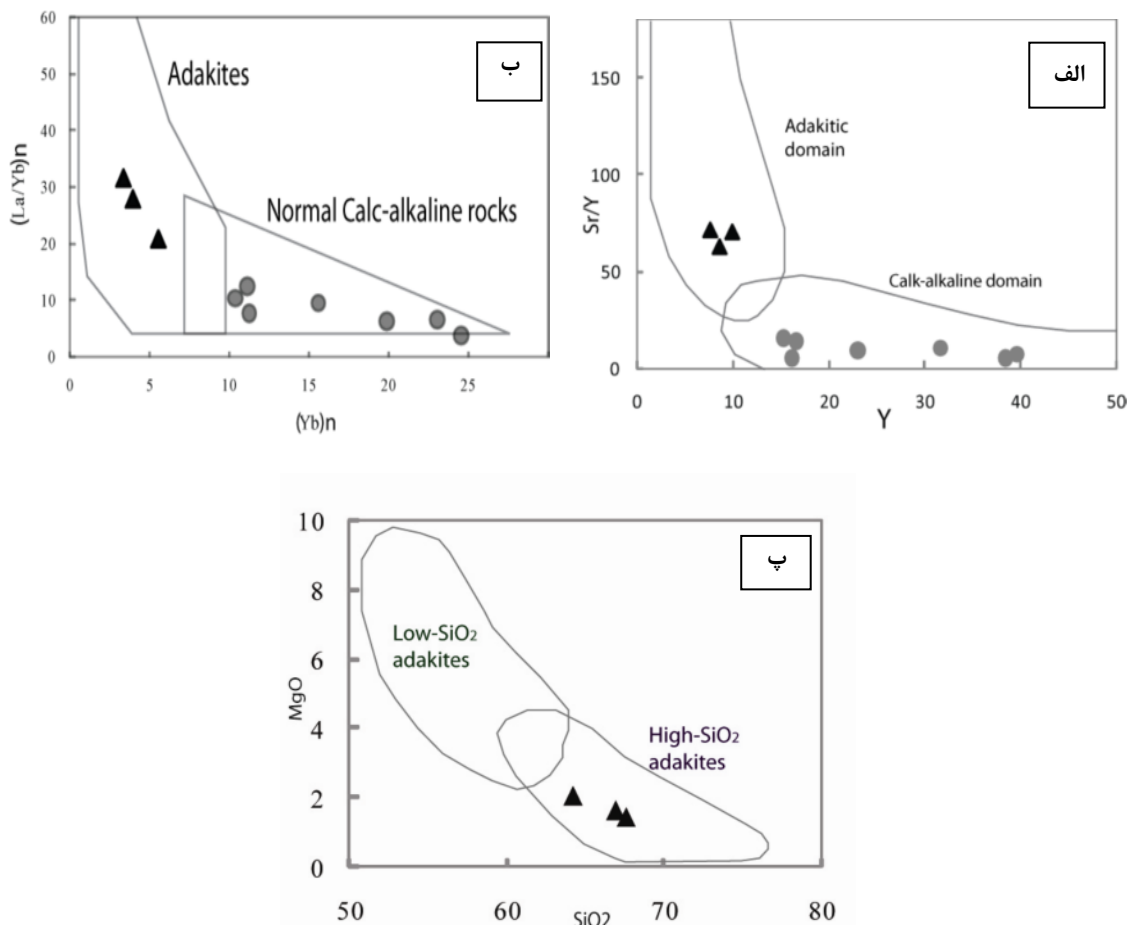 60
50
40
30
20
10
0
(La/Yb)n
Adakites
ب
Normal Calc-alkaline rocks
0 5 10 15 20 25
(Yb)n
150
100
50
0
Sr/Y
الف
Adakitic
domain
Calk-alkaline domain
0 10 20 30 40 50
Y
10
8
6
4
2
0
MgO
پ
Low-SiO₂
adakites
High-SiO₂
adakites
50 60 70 80
SiO2